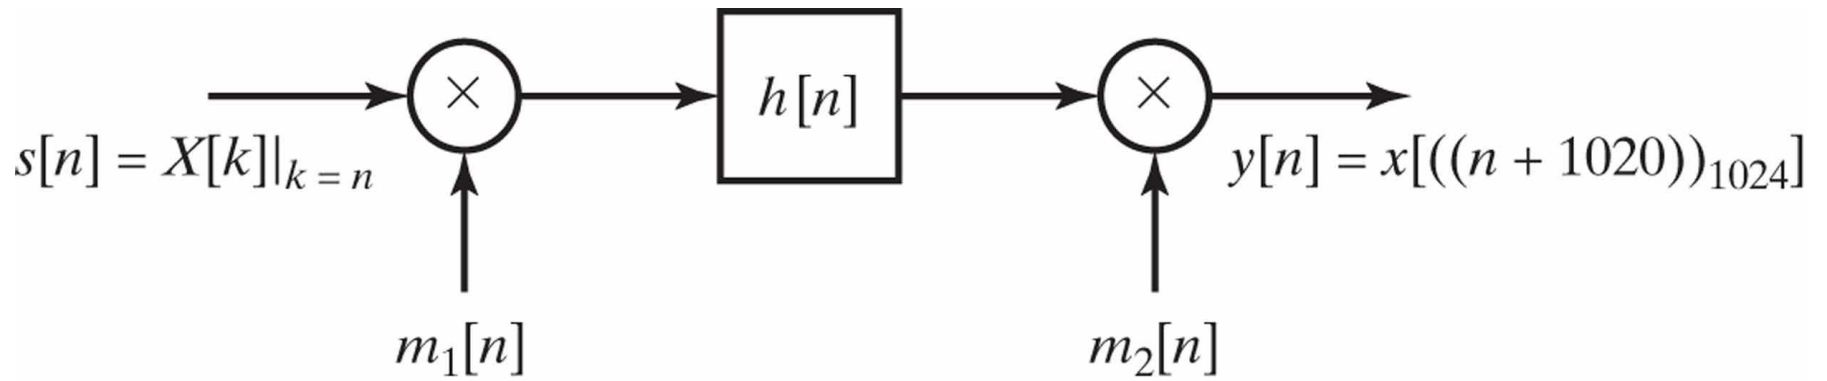 × h[n] ×
s[n] = X[k]|ₖ ₌ ₙ y[n] = x[((n + 1020))₁₀₂₄]
m₁[n] m₂[n]